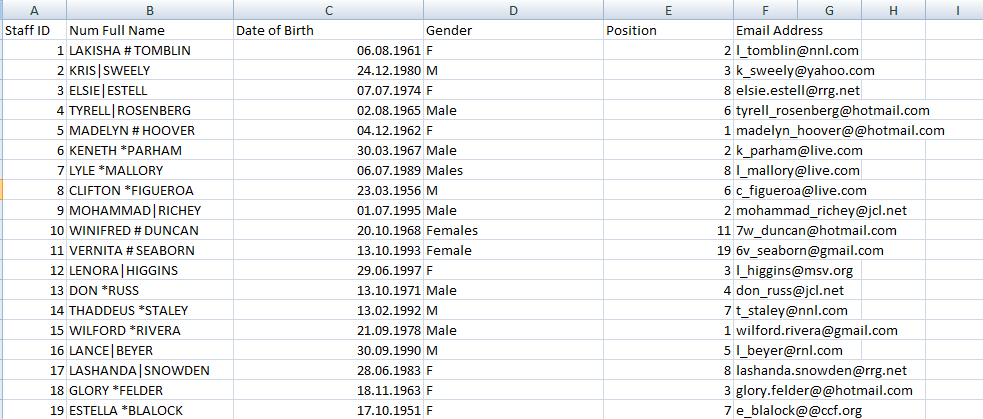 A B C D E F G H I
Staff ID Num Full Name Date of Birth Gender Position Email Address
1 LAKISHA # TOMBLIN 06.08.1961 F 2 l_tomblin@nnl.com
2 KRIS|SWEELY 24.12.1980 M 3 k_sweely@yahoo.com
3 ELSIE|ESTELL 07.07.1974 F 8 elsie.estell@rrg.net
4 TYRELL|ROSENBERG 02.08.1965 Male 6 tyrell_rosenberg@hotmail.com
5 MADELYN # HOOVER 04.12.1962 F 1 madelyn_hoover@@hotmail.com
6 KENETH *PARHAM 30.03.1967 Male 2 k_parham@live.com
7 LYLE *MALLORY 06.07.1989 Males 8 l_mallory@live.com
8 CLIFTON *FIGUEROA 23.03.1956 M 6 c_figueroa@live.com
9 MOHAMMAD|RICHEY 01.07.1995 Male 2 mohammad_richey@jcl.net
10 WINIFRED # DUNCAN 20.10.1968 Females 11 7w_duncan@hotmail.com
11 VERNITA # SEABORN 13.10.1993 Female 19 6v_seaborn@gmail.com
12 LENORA|HIGGINS 29.06.1997 F 3 l_higgins@msv.org
13 DON *RUSS 13.10.1971 Male 4 don_russ@jcl.net
14 THADDEUS *STALEY 13.02.1992 M 7 t_staley@nnl.com
15 WILFORD *RIVERA 21.09.1978 Male 1 wilford.rivera@gmail.com
16 LANCE|BEYER 30.09.1990 M 5 l_beyer@rnl.com
17 LASHANDA|SNOWDEN 28.06.1983 F 8 lashanda.snowden@rrg.net
18 GLORY *FELDER 18.11.1963 F 3 glory.felder@@hotmail.com
19 ESTELLA *BLALOCK 17.10.1951 F 7 e_blalock@@ccf.org